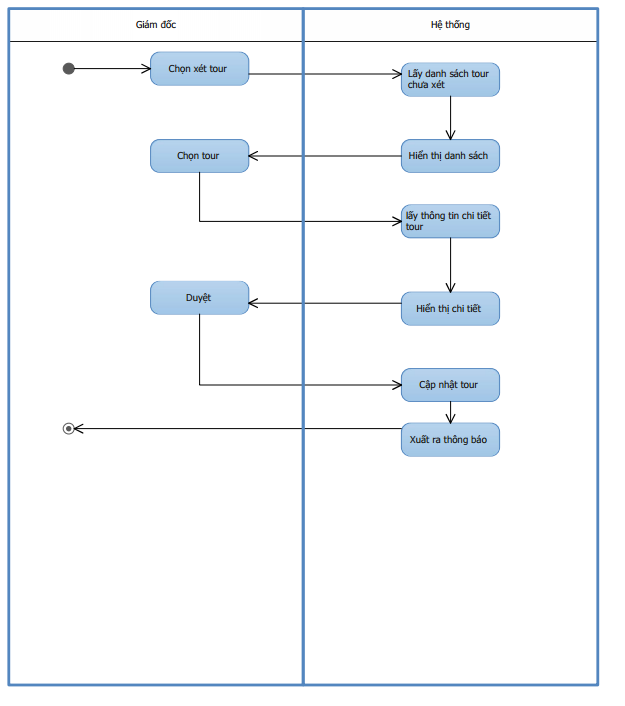 Giám đốc
Hệ thống
Chọn xét tour
Lấy danh sách tour
chưa xét
Chọn tour
Hiển thị danh sách
lấy thông tin chi tiết
tour
Duyệt
Hiển thị chi tiết
Cập nhật tour
Xuất ra thông báo